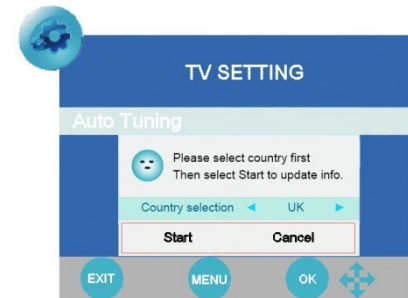 TV SETTING
Auto Tuning
Please select country first
Then select Start to update info.
Country selection UK
Start Cancel
EXIT MENU OK